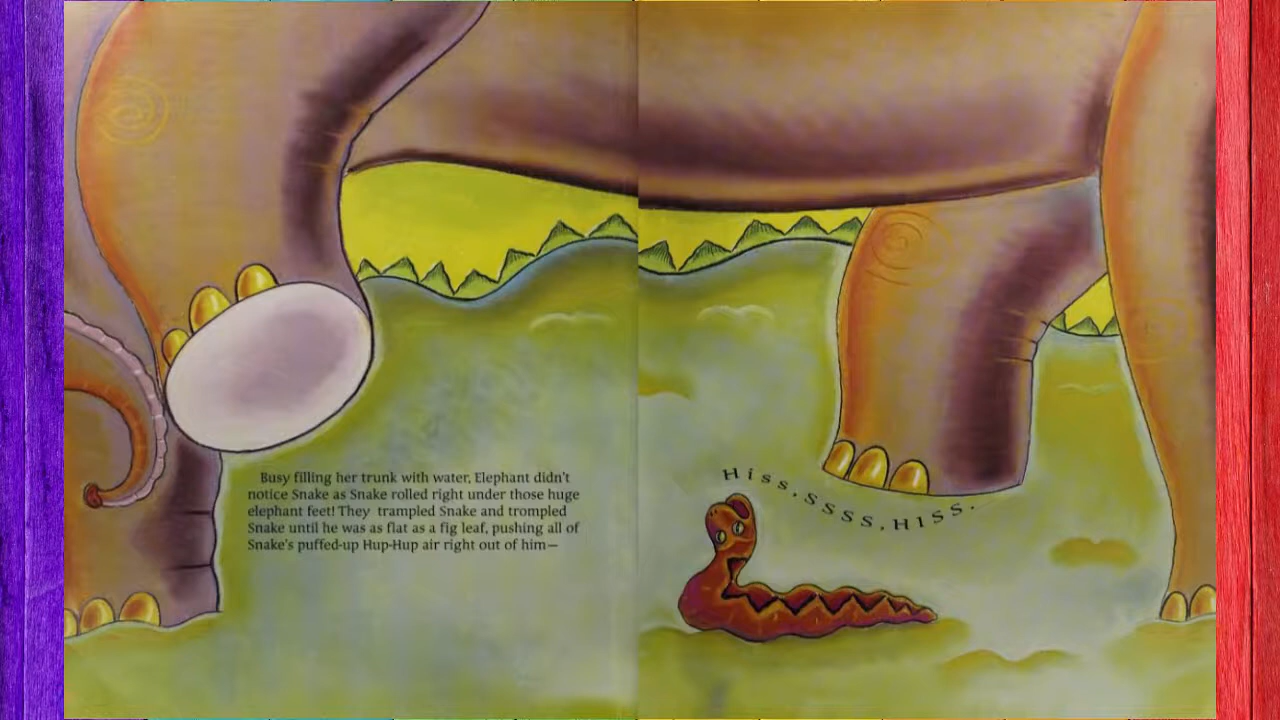 Busy filling her trunk with water, Elephant didn't
notice Snake as Snake rolled right under those huge
elephant feet! They trampled Snake and trompled
Snake until he was as flat as a fig leaf, pushing all of
Snake's puffed-up Hup-Hup air right out of him—
Hiss, SSSS, HISS.